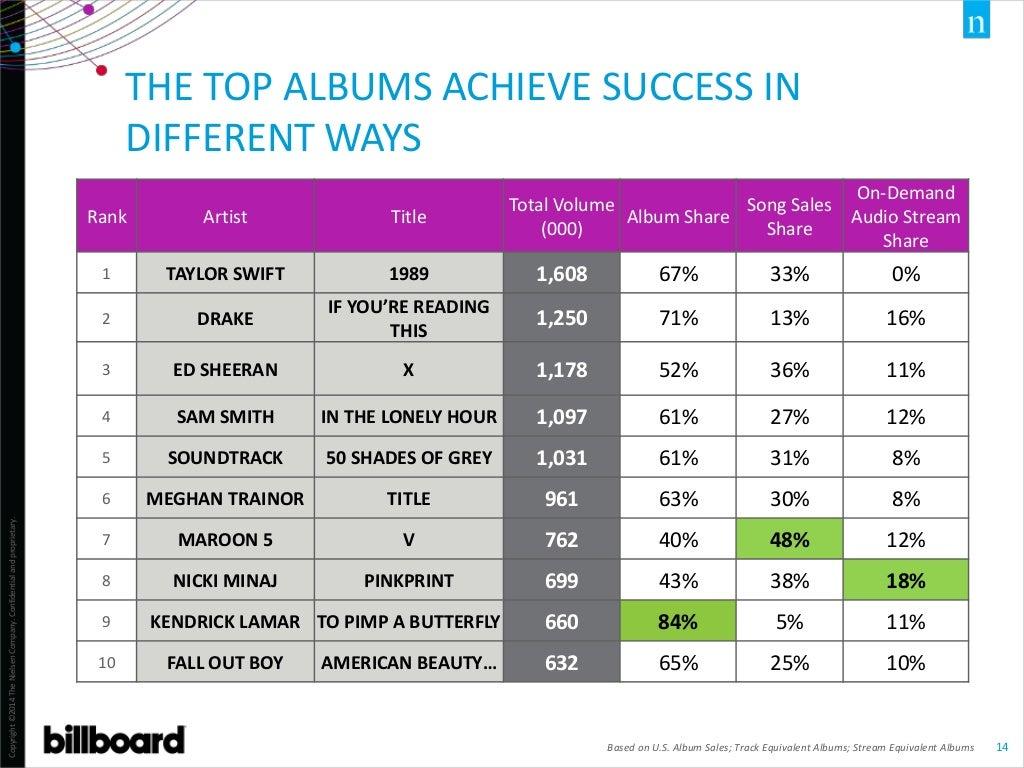 n
THE TOP ALBUMS ACHIEVE SUCCESS IN
DIFFERENT WAYS
Rank Artist Title Total Volume (000) Album Share Song Sales Share On-Demand Audio Stream Share
1 TAYLOR SWIFT 1989 1,608 67% 33% 0%
2 DRAKE IF YOU’RE READING THIS 1,250 71% 13% 16%
3 ED SHEERAN X 1,178 52% 36% 11%
4 SAM SMITH IN THE LONELY HOUR 1,097 61% 27% 12%
5 SOUNDTRACK 50 SHADES OF GREY 1,031 61% 31% 8%
6 MEGHAN TRAINOR TITLE 961 63% 30% 8%
7 MAROON 5 V 762 40% 48% 12%
8 NICKI MINAJ PINKPRINT 699 43% 38% 18%
9 KENDRICK LAMAR TO PIMP A BUTTERFLY 660 84% 5% 11%
10 FALL OUT BOY AMERICAN BEAUTY… 632 65% 25% 10%
Copyright ©2014 The Nielsen Company. Confidential and proprietary.
billboard
Based on U.S. Album Sales; Track Equivalent Albums; Stream Equivalent Albums 14